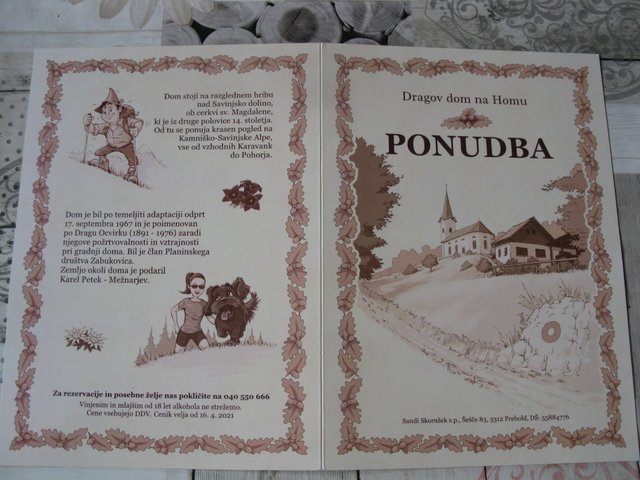 Dom stoji na razglednem hribu
nad Savinjsko dolino,
ob cerkvi sv. Magdalene,
ki je iz druge polovice 14. stoletja.
Od tu se ponuja krasen pogled na
Kamniško-Savinjske Alpe,
vse od vzhodnih Karavank
do Pohorja.
Dom je bil po temeljiti adaptaciji odprt
17. septembra 1967 in je poimenovan
po Dragu Ocvirku (1891 - 1976) zaradi
njegove požrtvovalnosti in vztrajnosti
pri gradnji doma. Bil je član Planinskega
društva Zabukovica.
Zemljo okoli doma je podaril
Karel Petek - Mežnarjev.
Za rezervacije in posebne želje nas pokličite na 040 550 666
Vinjenim in mlajšim od 18 let alkohola ne strežemo.
Cene vsebujejo DDV. Cenik velja od 16. 4. 2021
Dragov dom na Homu
PONUDBA
Sandi Skornšek s.p., Šešče 83, 3312 Prebold, DŠ: 55884776